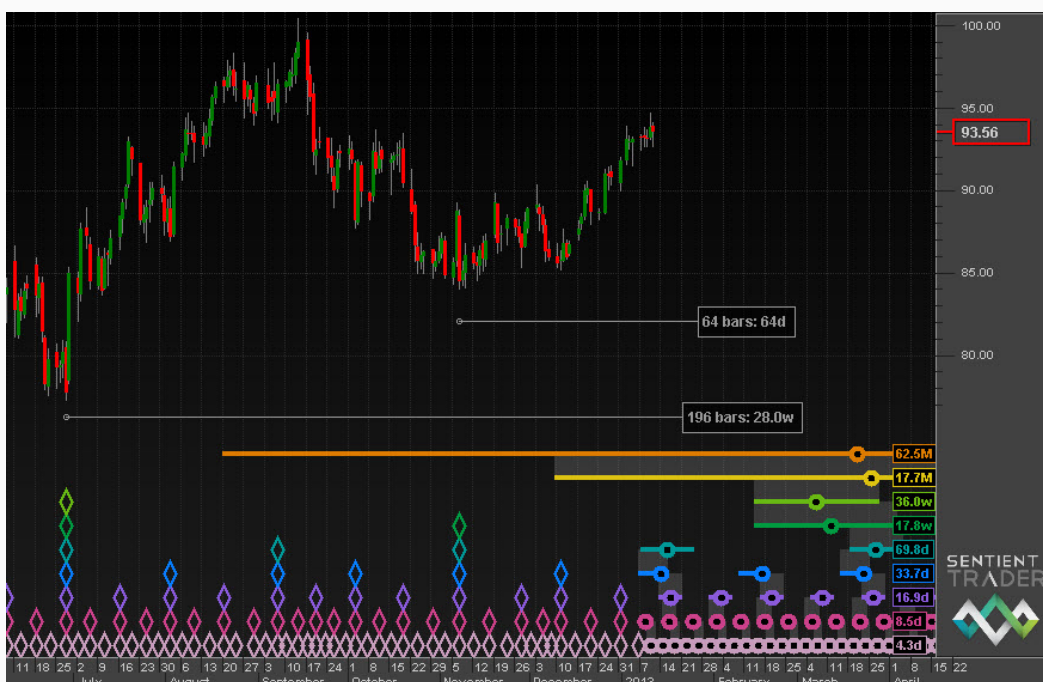 100.00
95.00
93.56
90.00
85.00
64 bars: 64d
80.00
196 bars: 28.0w
62.5M
17.7M
36.0w
17.8w
69.8d
33.7d
16.9d
8.5d
4.3d
SENTIENT
TRADER
11 18 25 2 9 16 23 30 6 13 20 27 3 10 17 24 1 8 15 22 29 5 12 19 26 3 10 17 24 31 7 14 21 28 4 11 18 25 4 11 18 25 1 8 15 22
July August September October November December 2013 February March April